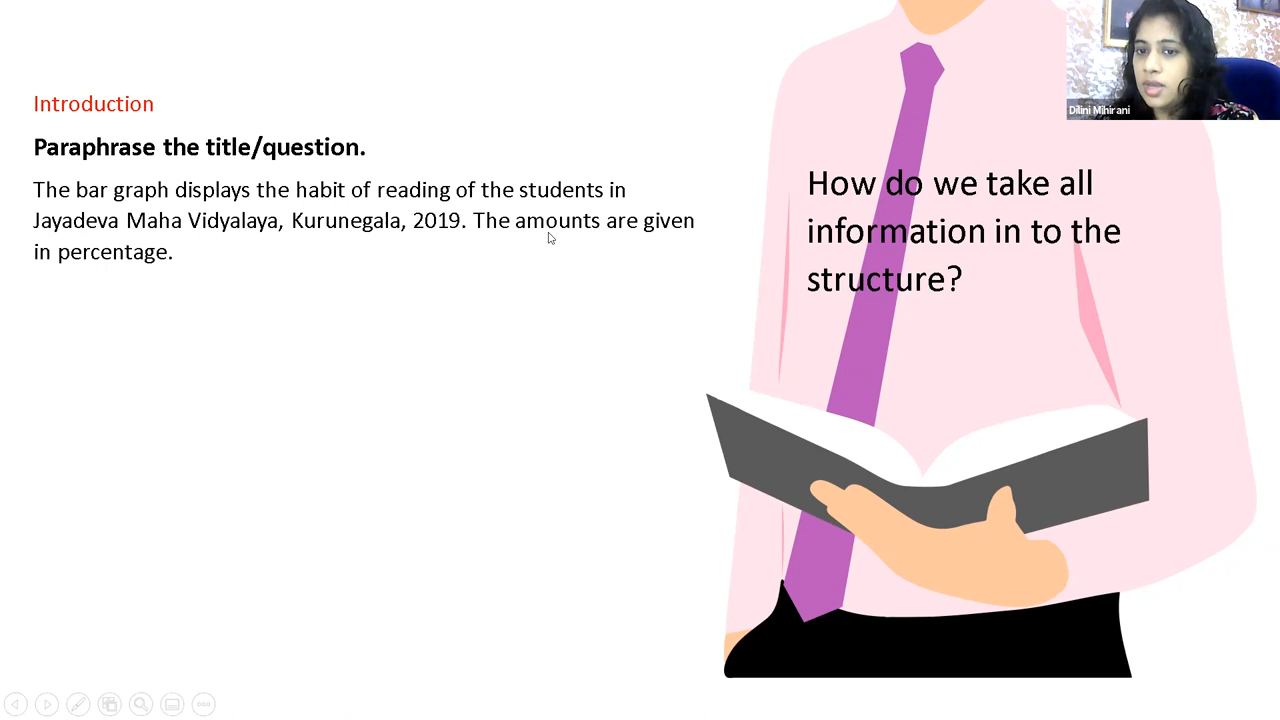 Introduction
Paraphrase the title/question.
The bar graph displays the habit of reading of the students in
Jayadeva Maha Vidyalaya, Kurunegala, 2019. The amounts are given
in percentage.
How do we take all
information in to the
structure?
Dilini Mihirani